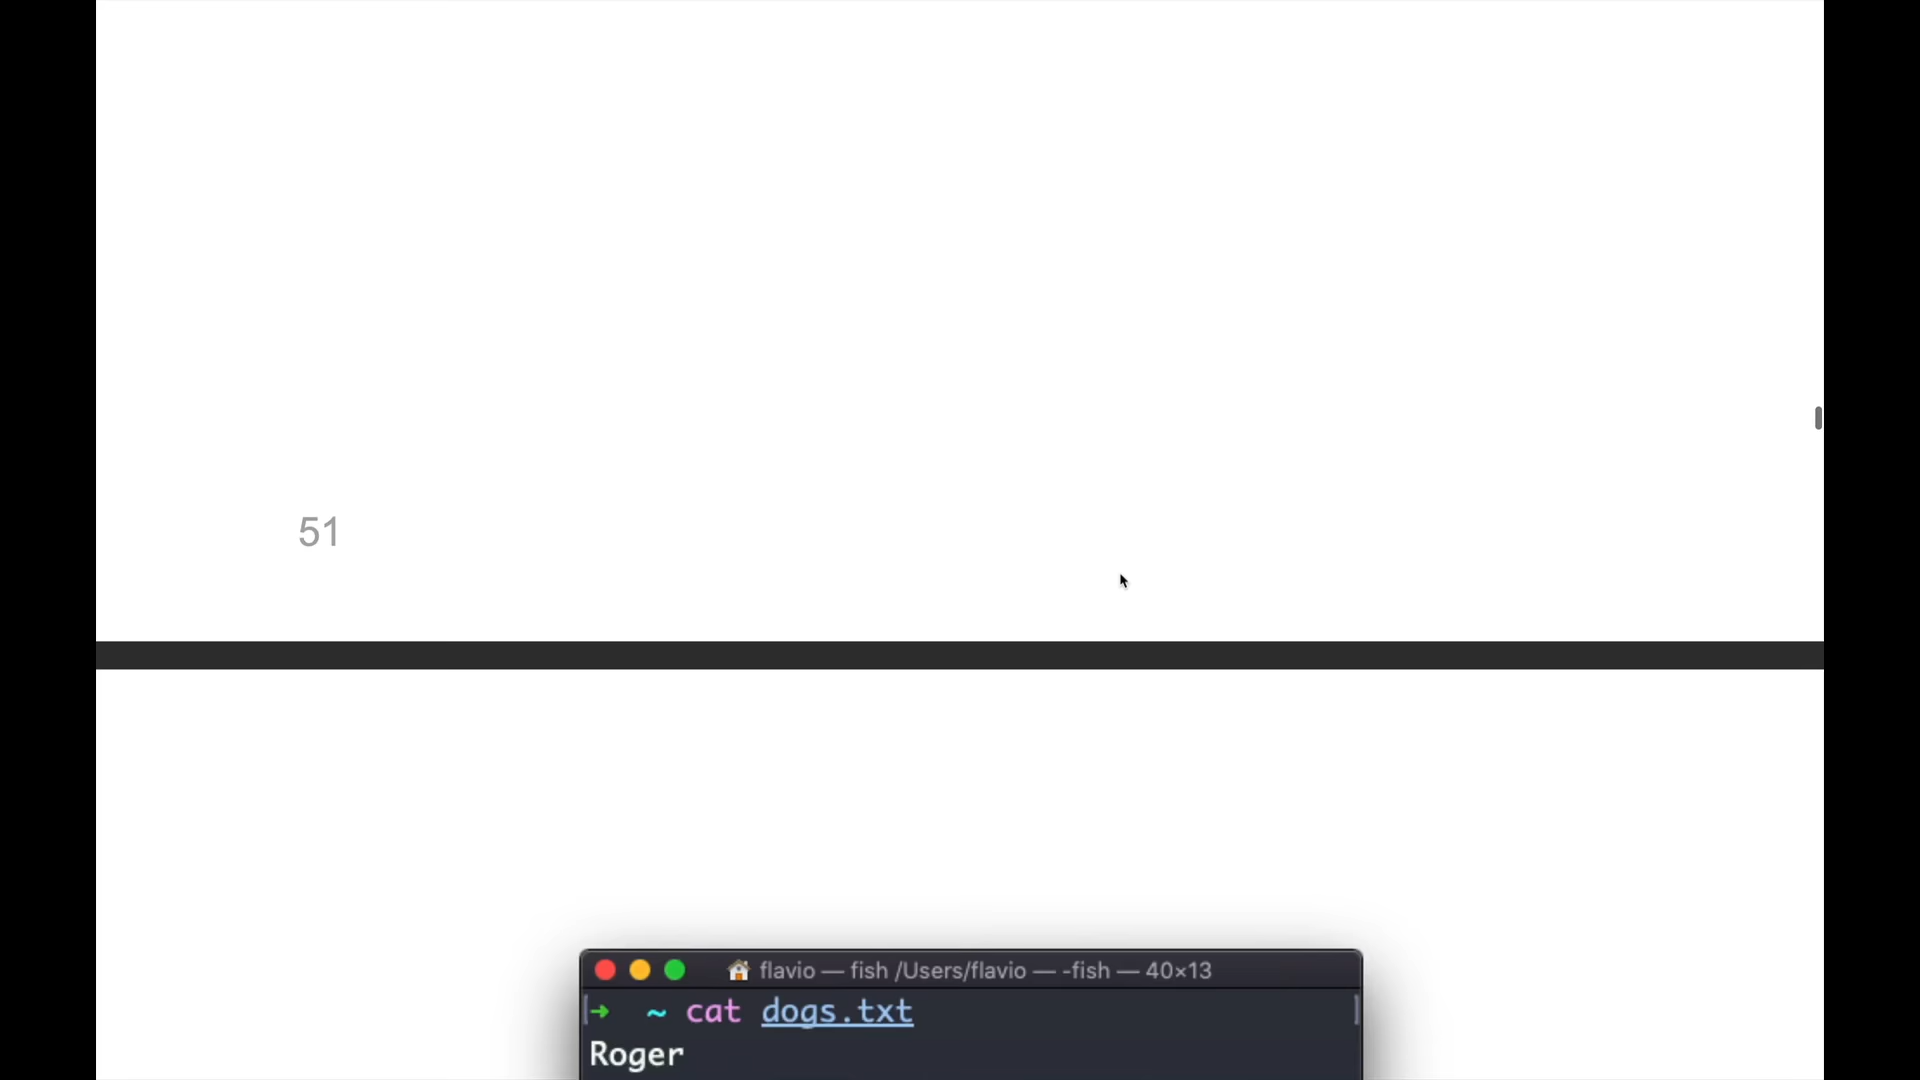 51
flavio — fish /Users/flavio — -fish — 40×13
➜ ~ cat dogs.txt
Roger